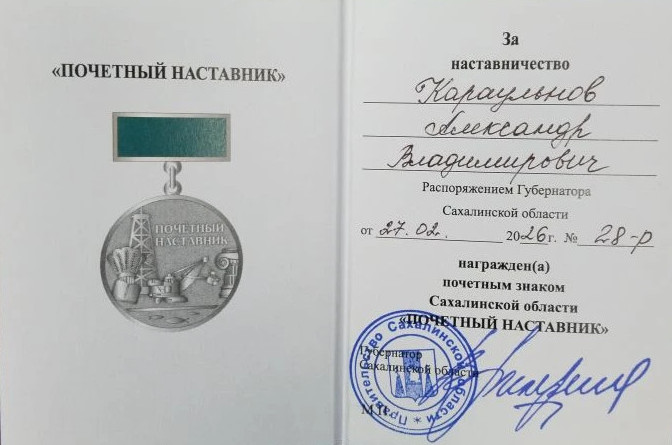 «ПОЧЕТНЫЙ НАСТАВНИК»
ПОЧЕТНЫЙ
НАСТАВНИК
За
наставничество
Караульнов
Александр
Владимирович
Распоряжением Губернатора
Сахалинской области
от 27.02. 2026 г. № 28-р
награжден(а)
почетным знаком
Сахалинской области
«ПОЧЕТНЫЙ НАСТАВНИК»
Губернатор
Сахалинской области
М.П.
Правительство Сахалинской области *